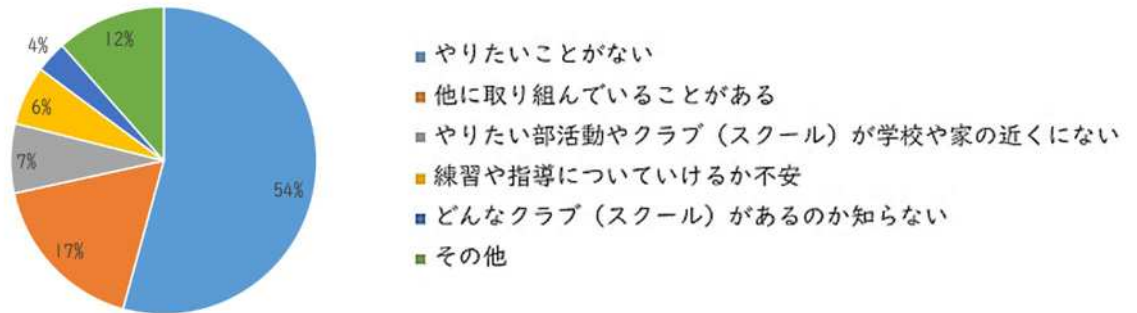 12%
4%
6%
7%
17%
54%
やりたいことがない
他に取り組んでいることがある
やりたい部活動やクラブ（スクール）が学校や家の近くにない
練習や指導についていけるか不安
どんなクラブ（スクール）があるのか知らない
その他